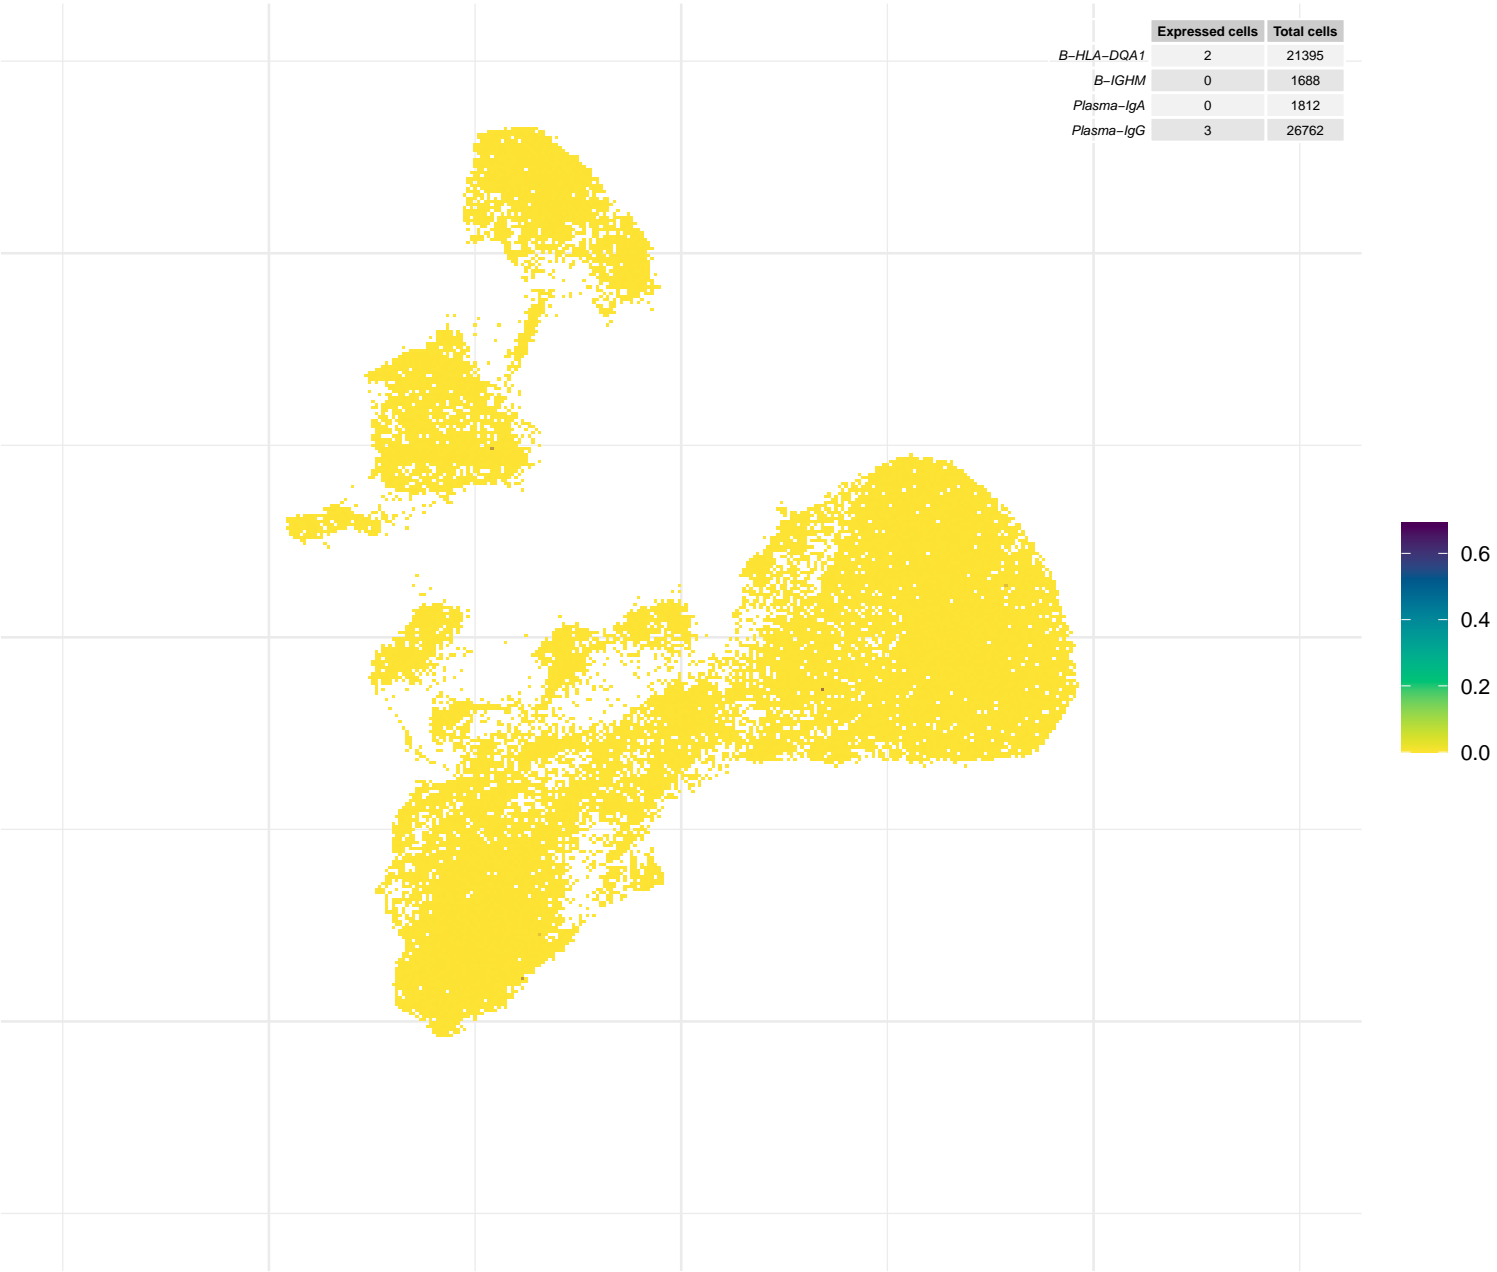 Expressed cells Total cells
B−HLA−DQA1 2 21395
B−IGHM 0 1688
Plasma−IgA 0 1812
Plasma−IgG 3 26762
0.6
0.4
0.2
0.0